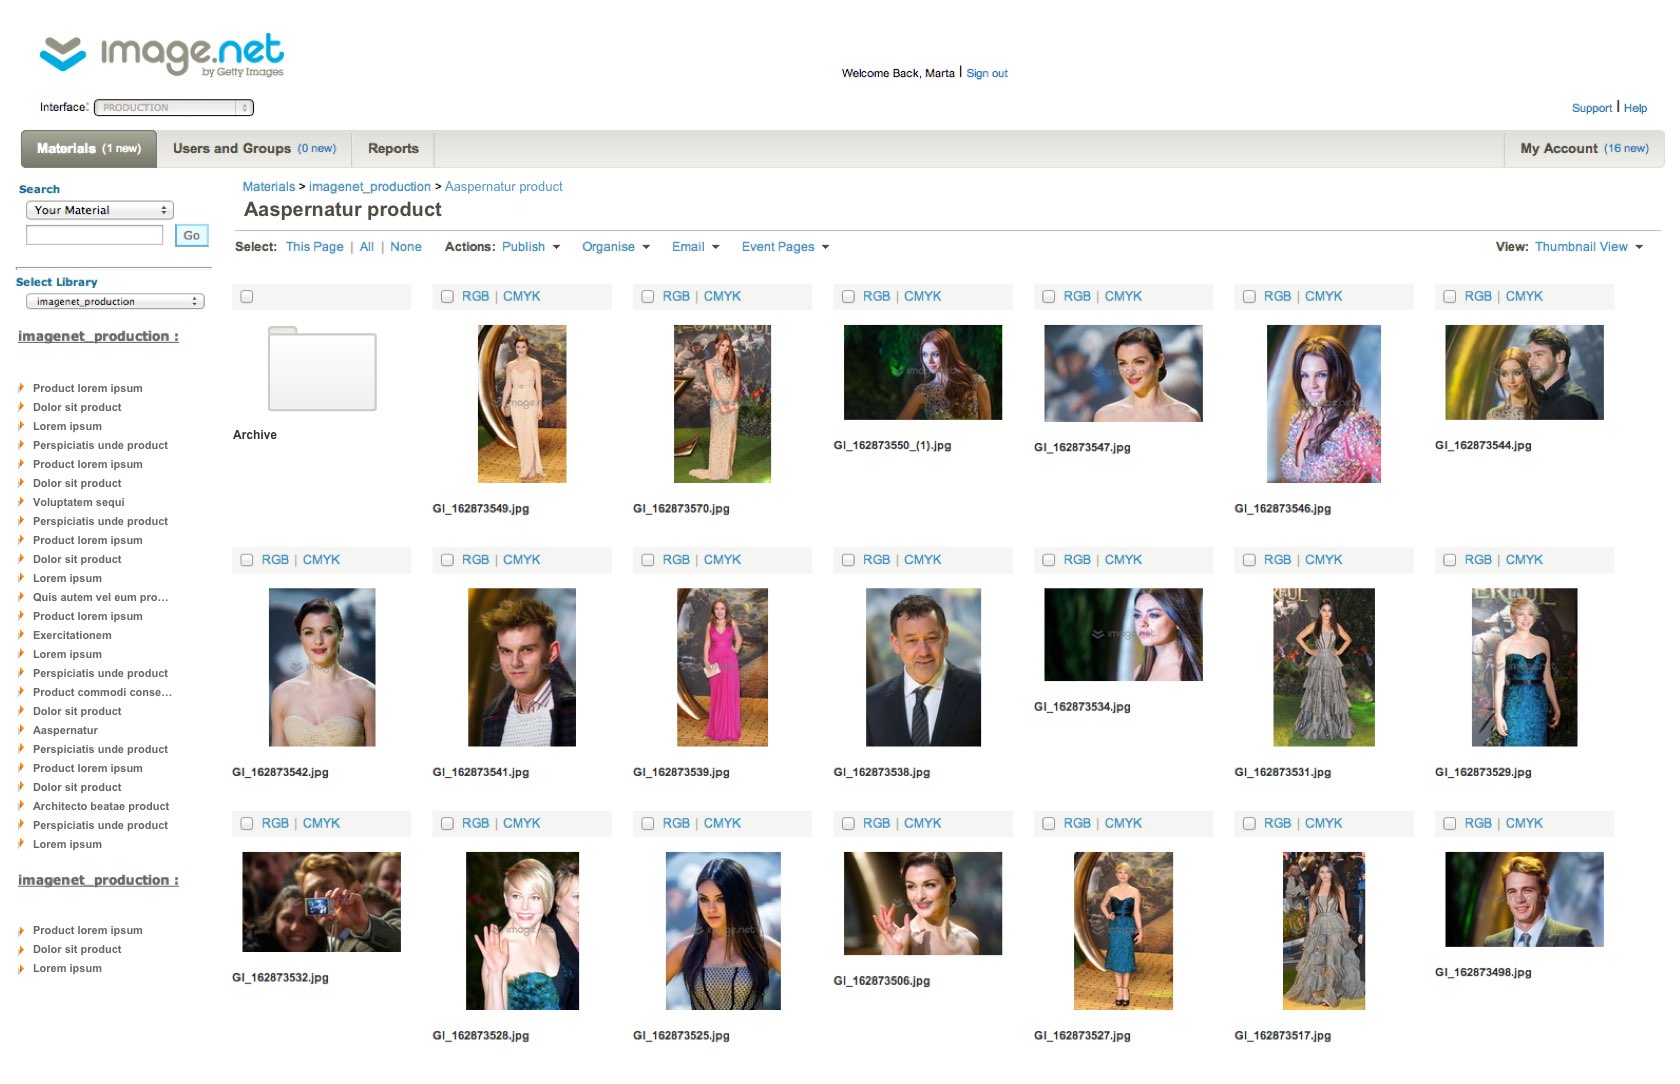 image.net
by Getty Images
Welcome Back, Marta | Sign out
Interface: PRODUCTION
Support | Help
Materials (1 new) Users and Groups (0 new) Reports My Account (16 new)
Search
Your Material
Go
Select Library
imagenet_production
imagenet_production :
Product lorem ipsum
Dolor sit product
Lorem ipsum
Perspiciatis unde product
Product lorem ipsum
Dolor sit product
Voluptatem sequi
Perspiciatis unde product
Product lorem ipsum
Dolor sit product
Lorem ipsum
Quis autem vel eum pro...
Product lorem ipsum
Exercitationem
Lorem ipsum
Perspiciatis unde product
Product commodi conse...
Dolor sit product
Aaspernatur
Perspiciatis unde product
Product lorem ipsum
Dolor sit product
Architecto beatae product
Perspiciatis unde product
Lorem ipsum
imagenet_production :
Product lorem ipsum
Dolor sit product
Lorem ipsum
Materials > imagenet_production > Aaspernatur product
Aaspernatur product
Select: This Page | All | None Actions: Publish Organise Email Event Pages View: Thumbnail View
RGB | CMYK RGB | CMYK RGB | CMYK RGB | CMYK RGB | CMYK RGB | CMYK
Archive
GI_162873549.jpg
GI_162873570.jpg
GI_162873550_(1).jpg
GI_162873547.jpg
GI_162873546.jpg
GI_162873544.jpg
RGB | CMYK RGB | CMYK RGB | CMYK RGB | CMYK RGB | CMYK RGB | CMYK RGB | CMYK
GI_162873542.jpg
GI_162873541.jpg
GI_162873539.jpg
GI_162873538.jpg
GI_162873534.jpg
GI_162873531.jpg
GI_162873529.jpg
RGB | CMYK RGB | CMYK RGB | CMYK RGB | CMYK RGB | CMYK RGB | CMYK RGB | CMYK
GI_162873532.jpg
GI_162873528.jpg
GI_162873525.jpg
GI_162873506.jpg
GI_162873527.jpg
GI_162873517.jpg
GI_162873498.jpg